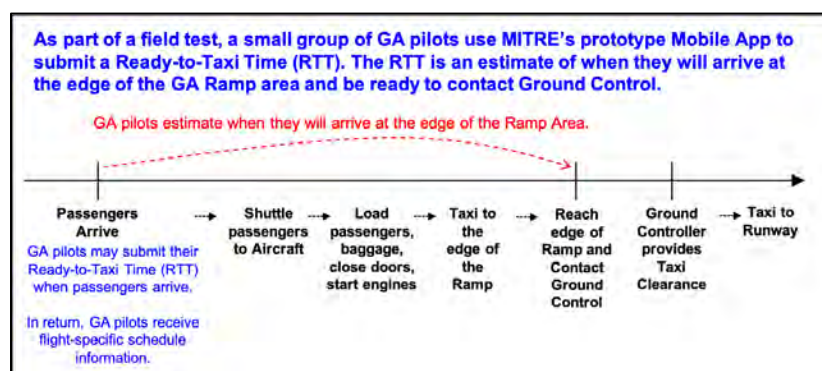 As part of a field test, a small group of GA pilots use MITRE's prototype Mobile App to
submit a Ready-to-Taxi Time (RTT). The RTT is an estimate of when they will arrive at
the edge of the GA Ramp area and be ready to contact Ground Control.
GA pilots estimate when they will arrive at the edge of the Ramp Area.
Passengers
Arrive
GA pilots may submit their
Ready-to-Taxi Time (RTT)
when passengers arrive.
In return, GA pilots receive
flight-specific schedule
information.
Shuttle
passengers
to Aircraft
Load
passengers,
baggage,
close doors,
start engines
Taxi to
the
edge of
the
Ramp
Reach
edge of
Ramp and
Contact
Ground
Control
Ground
Controller
provides
Taxi
Clearance
Taxi to
Runway